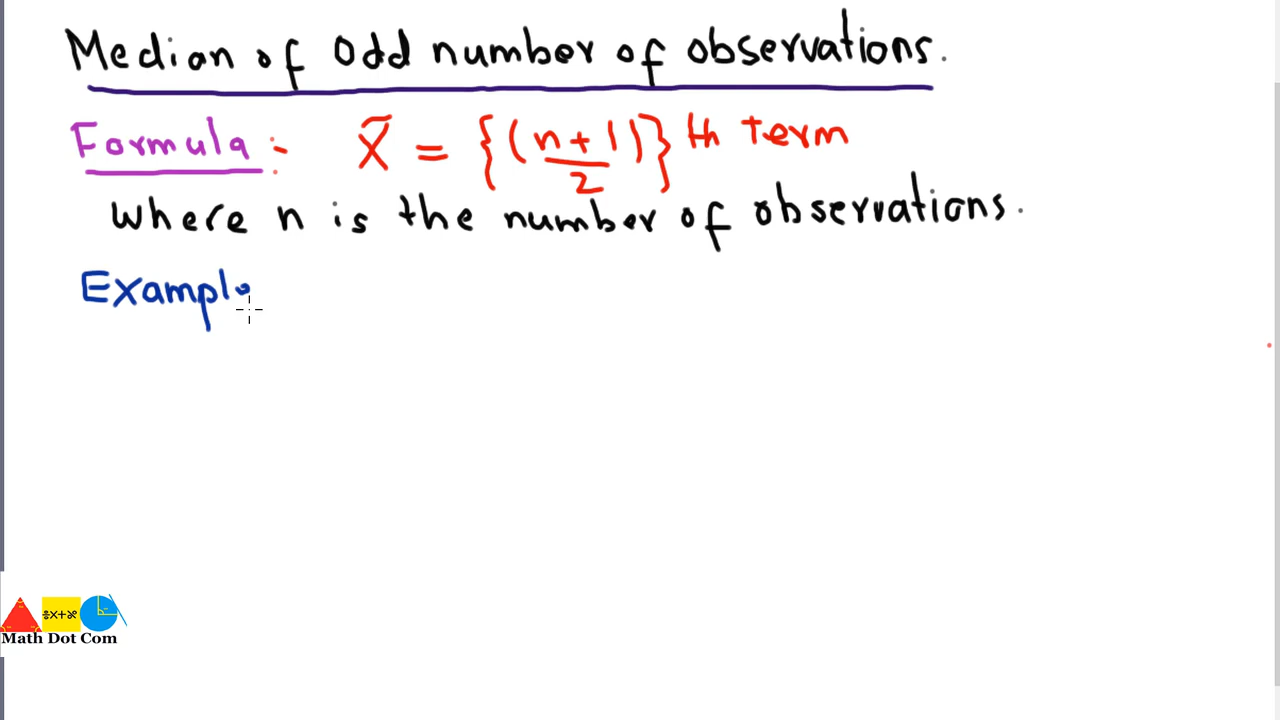 Median of Odd number of observations.
Formula:- X̃ = {(n+1)/2}th term
where n is the number of observations.
Example
÷X+%
Math Dot Com